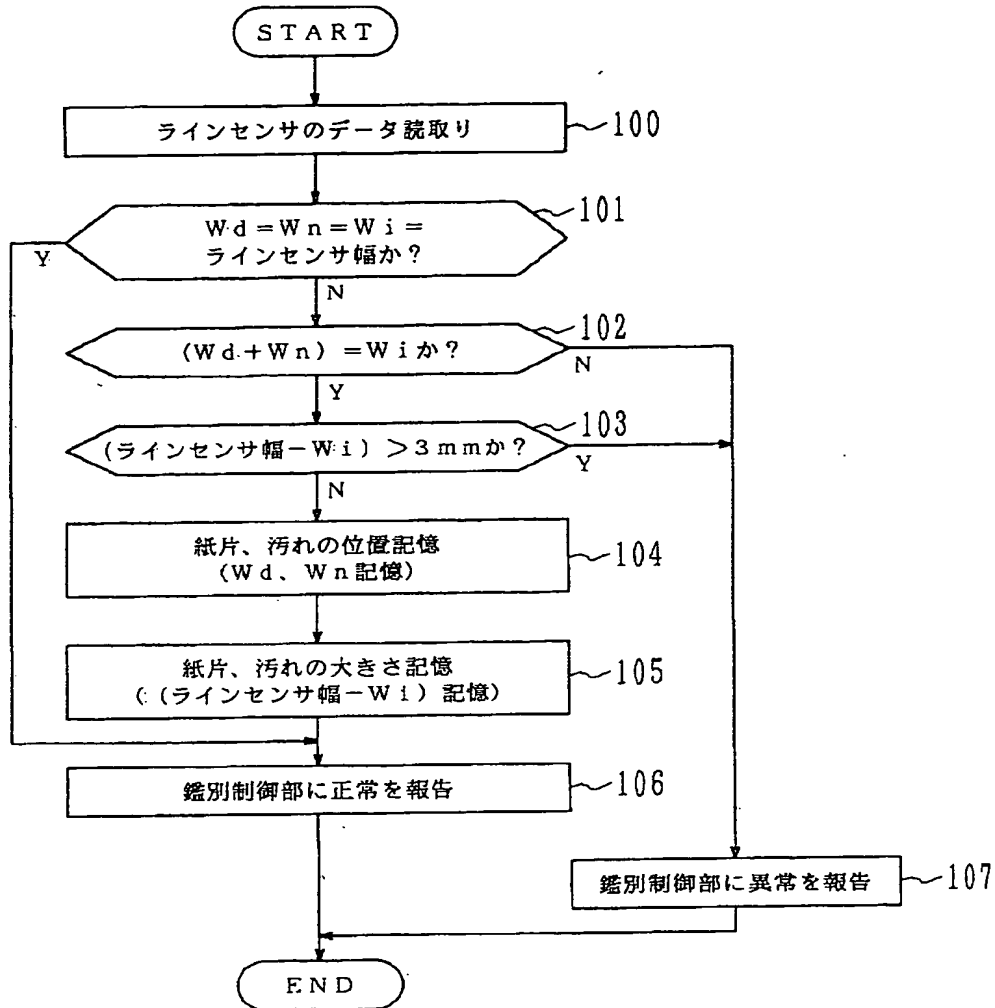 START
ラインセンサのデータ読取り
100
Wd=Wn=Wi=
ラインセンサ幅か?
101
Y
N
(Wd+Wn)=Wiか?
102
N
Y
(ラインセンサ幅-Wi)>3mmか?
103
Y
N
紙片、汚れの位置記憶
(Wd、Wn記憶)
104
紙片、汚れの大きさ記憶
((ラインセンサ幅-Wi)記憶)
105
鑑別制御部に正常を報告
106
鑑別制御部に異常を報告
107
END